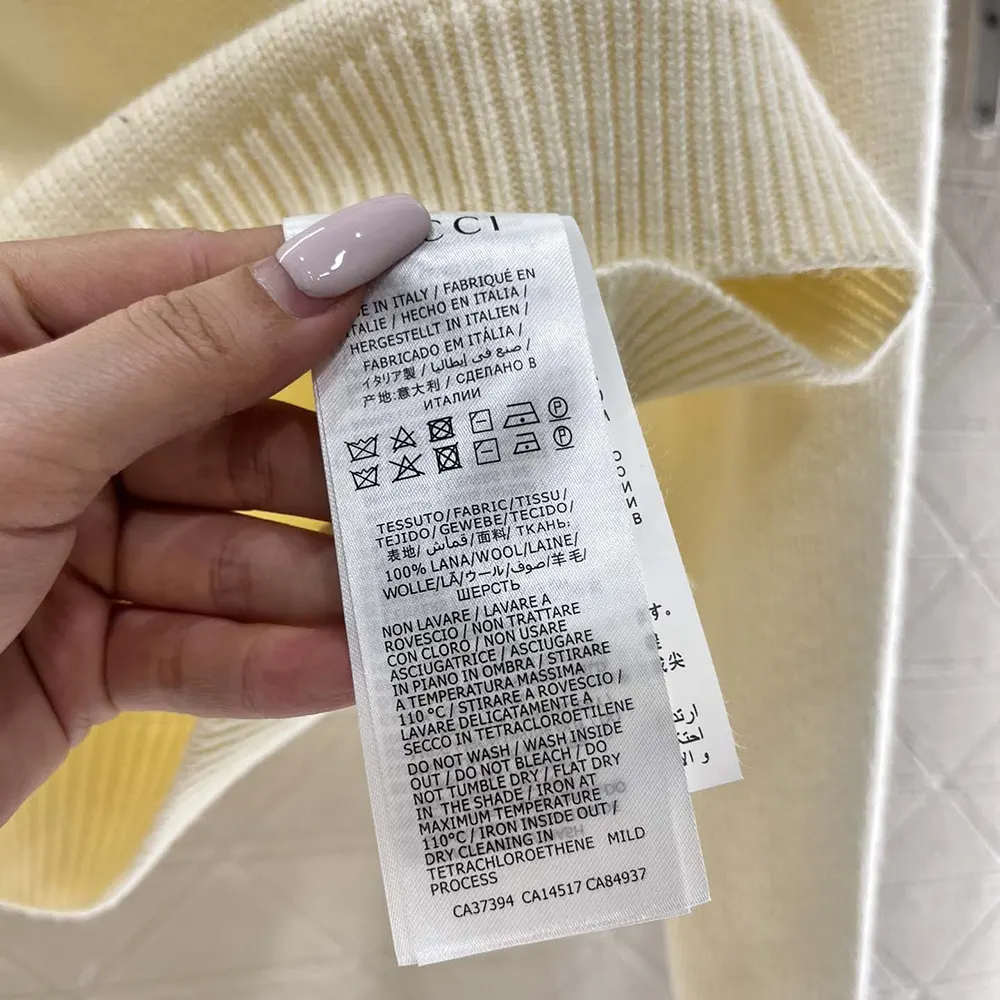 CCI
E IN ITALY / FABRIQUÉ EN
ITALIE / HECHO EN ITALIA /
HERGESTELLT IN ITALIEN /
FABRICADO EM ITÁLIA /
イタリア製 / صنع في إيطاليا /
产地:意大利 / СДЕЛАНО В
ИТАЛИИ
P
P
TESSUTO/FABRIC/TISSU/
TEJIDO/GEWEBE/TECIDO/
表地/قماش/面料/ТКАНЬ:
100% LANA/WOOL/LAINE/
WOLLE/LÃ/ウール/صوف/羊毛/
ШЕРСТЬ
NON LAVARE / LAVARE A
ROVESCIO / NON TRATTARE
CON CLORO / NON USARE
ASCIUGATRICE / ASCIUGARE
IN PIANO IN OMBRA / STIRARE
A TEMPERATURA MASSIMA
110 °C / STIRARE A ROVESCIO /
LAVARE DELICATAMENTE A
SECCO IN TETRACLOROETILENE
DO NOT WASH / WASH INSIDE
OUT / DO NOT BLEACH / DO
NOT TUMBLE DRY / FLAT DRY
IN THE SHADE / IRON AT
MAXIMUM TEMPERATURE
110°C / IRON INSIDE OUT /
DRY CLEANING IN
TETRACHLOROETHENE MILD
PROCESS
CA37394 CA14517 CA84937
す。
尖